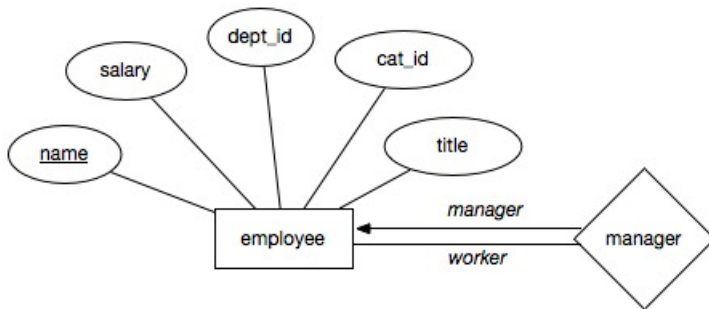 dept_id
salary
cat_id
name
title
manager
employee
manager
worker